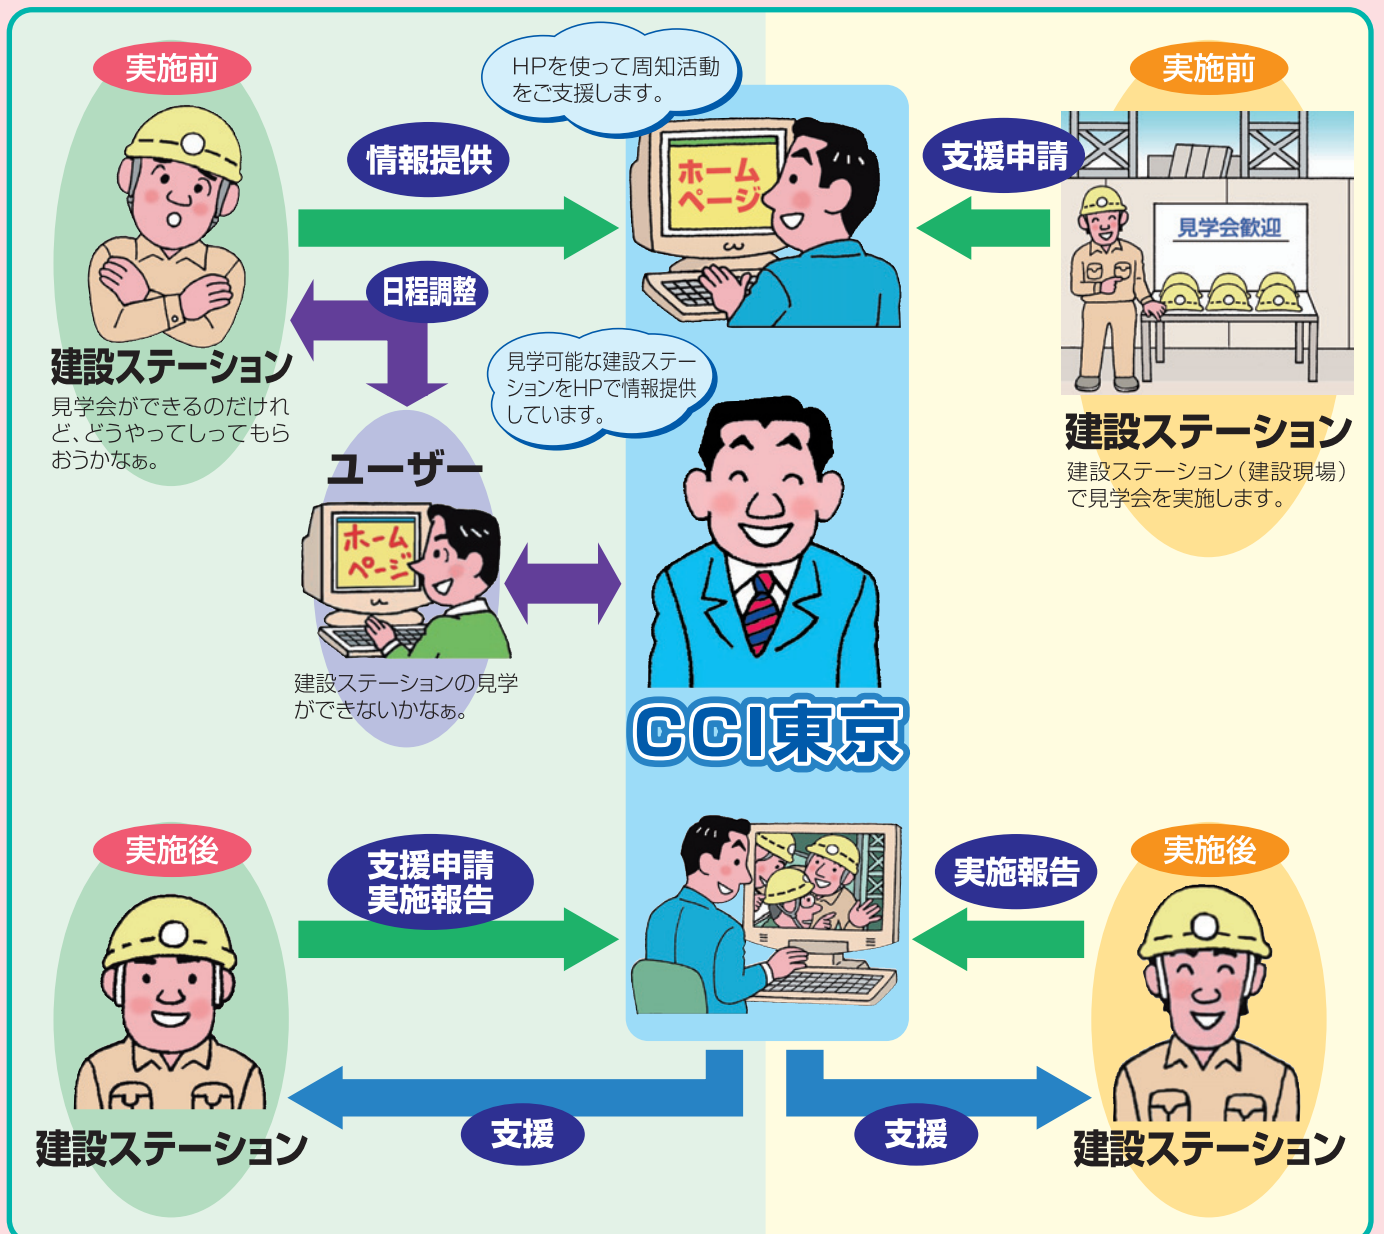 実施前
HPを使って周知活動
をご支援します。
実施前
情報提供
支援申請
ホーム
ページ
見学会歓迎
日程調整
建設ステーション
見学会ができるのだけれ
ど、どうやってしってもら
おうかなぁ。
見学可能な建設ステー
ションをHPで情報提供
しています。
建設ステーション
建設ステーション（建設現場）
で見学会を実施します。
ユーザー
ホーム
ページ
建設ステーションの見学
ができないかなぁ。
CCI東京
実施後
支援申請
実施報告
実施報告
実施後
建設ステーション
支援
支援
建設ステーション